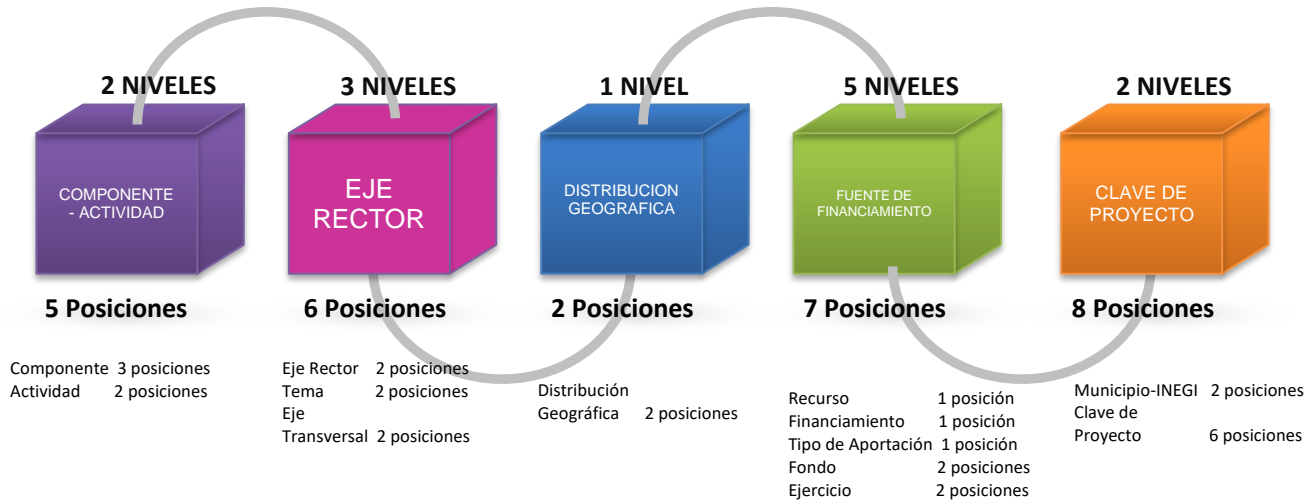 2 NIVELES
COMPONENTE
- ACTIVIDAD
5 Posiciones
Componente 3 posiciones
Actividad 2 posiciones
3 NIVELES
EJE
RECTOR
6 Posiciones
Eje Rector 2 posiciones
Tema 2 posiciones
Eje
Transversal 2 posiciones
1 NIVEL
DISTRIBUCION
GEOGRAFICA
2 Posiciones
Distribución
Geográfica 2 posiciones
5 NIVELES
FUENTE DE
FINANCIAMIENTO
7 Posiciones
Recurso 1 posición
Financiamiento 1 posición
Tipo de Aportación 1 posición
Fondo 2 posiciones
Ejercicio 2 posiciones
2 NIVELES
CLAVE DE
PROYECTO
8 Posiciones
Municipio-INEGI 2 posiciones
Clave de
Proyecto 6 posiciones